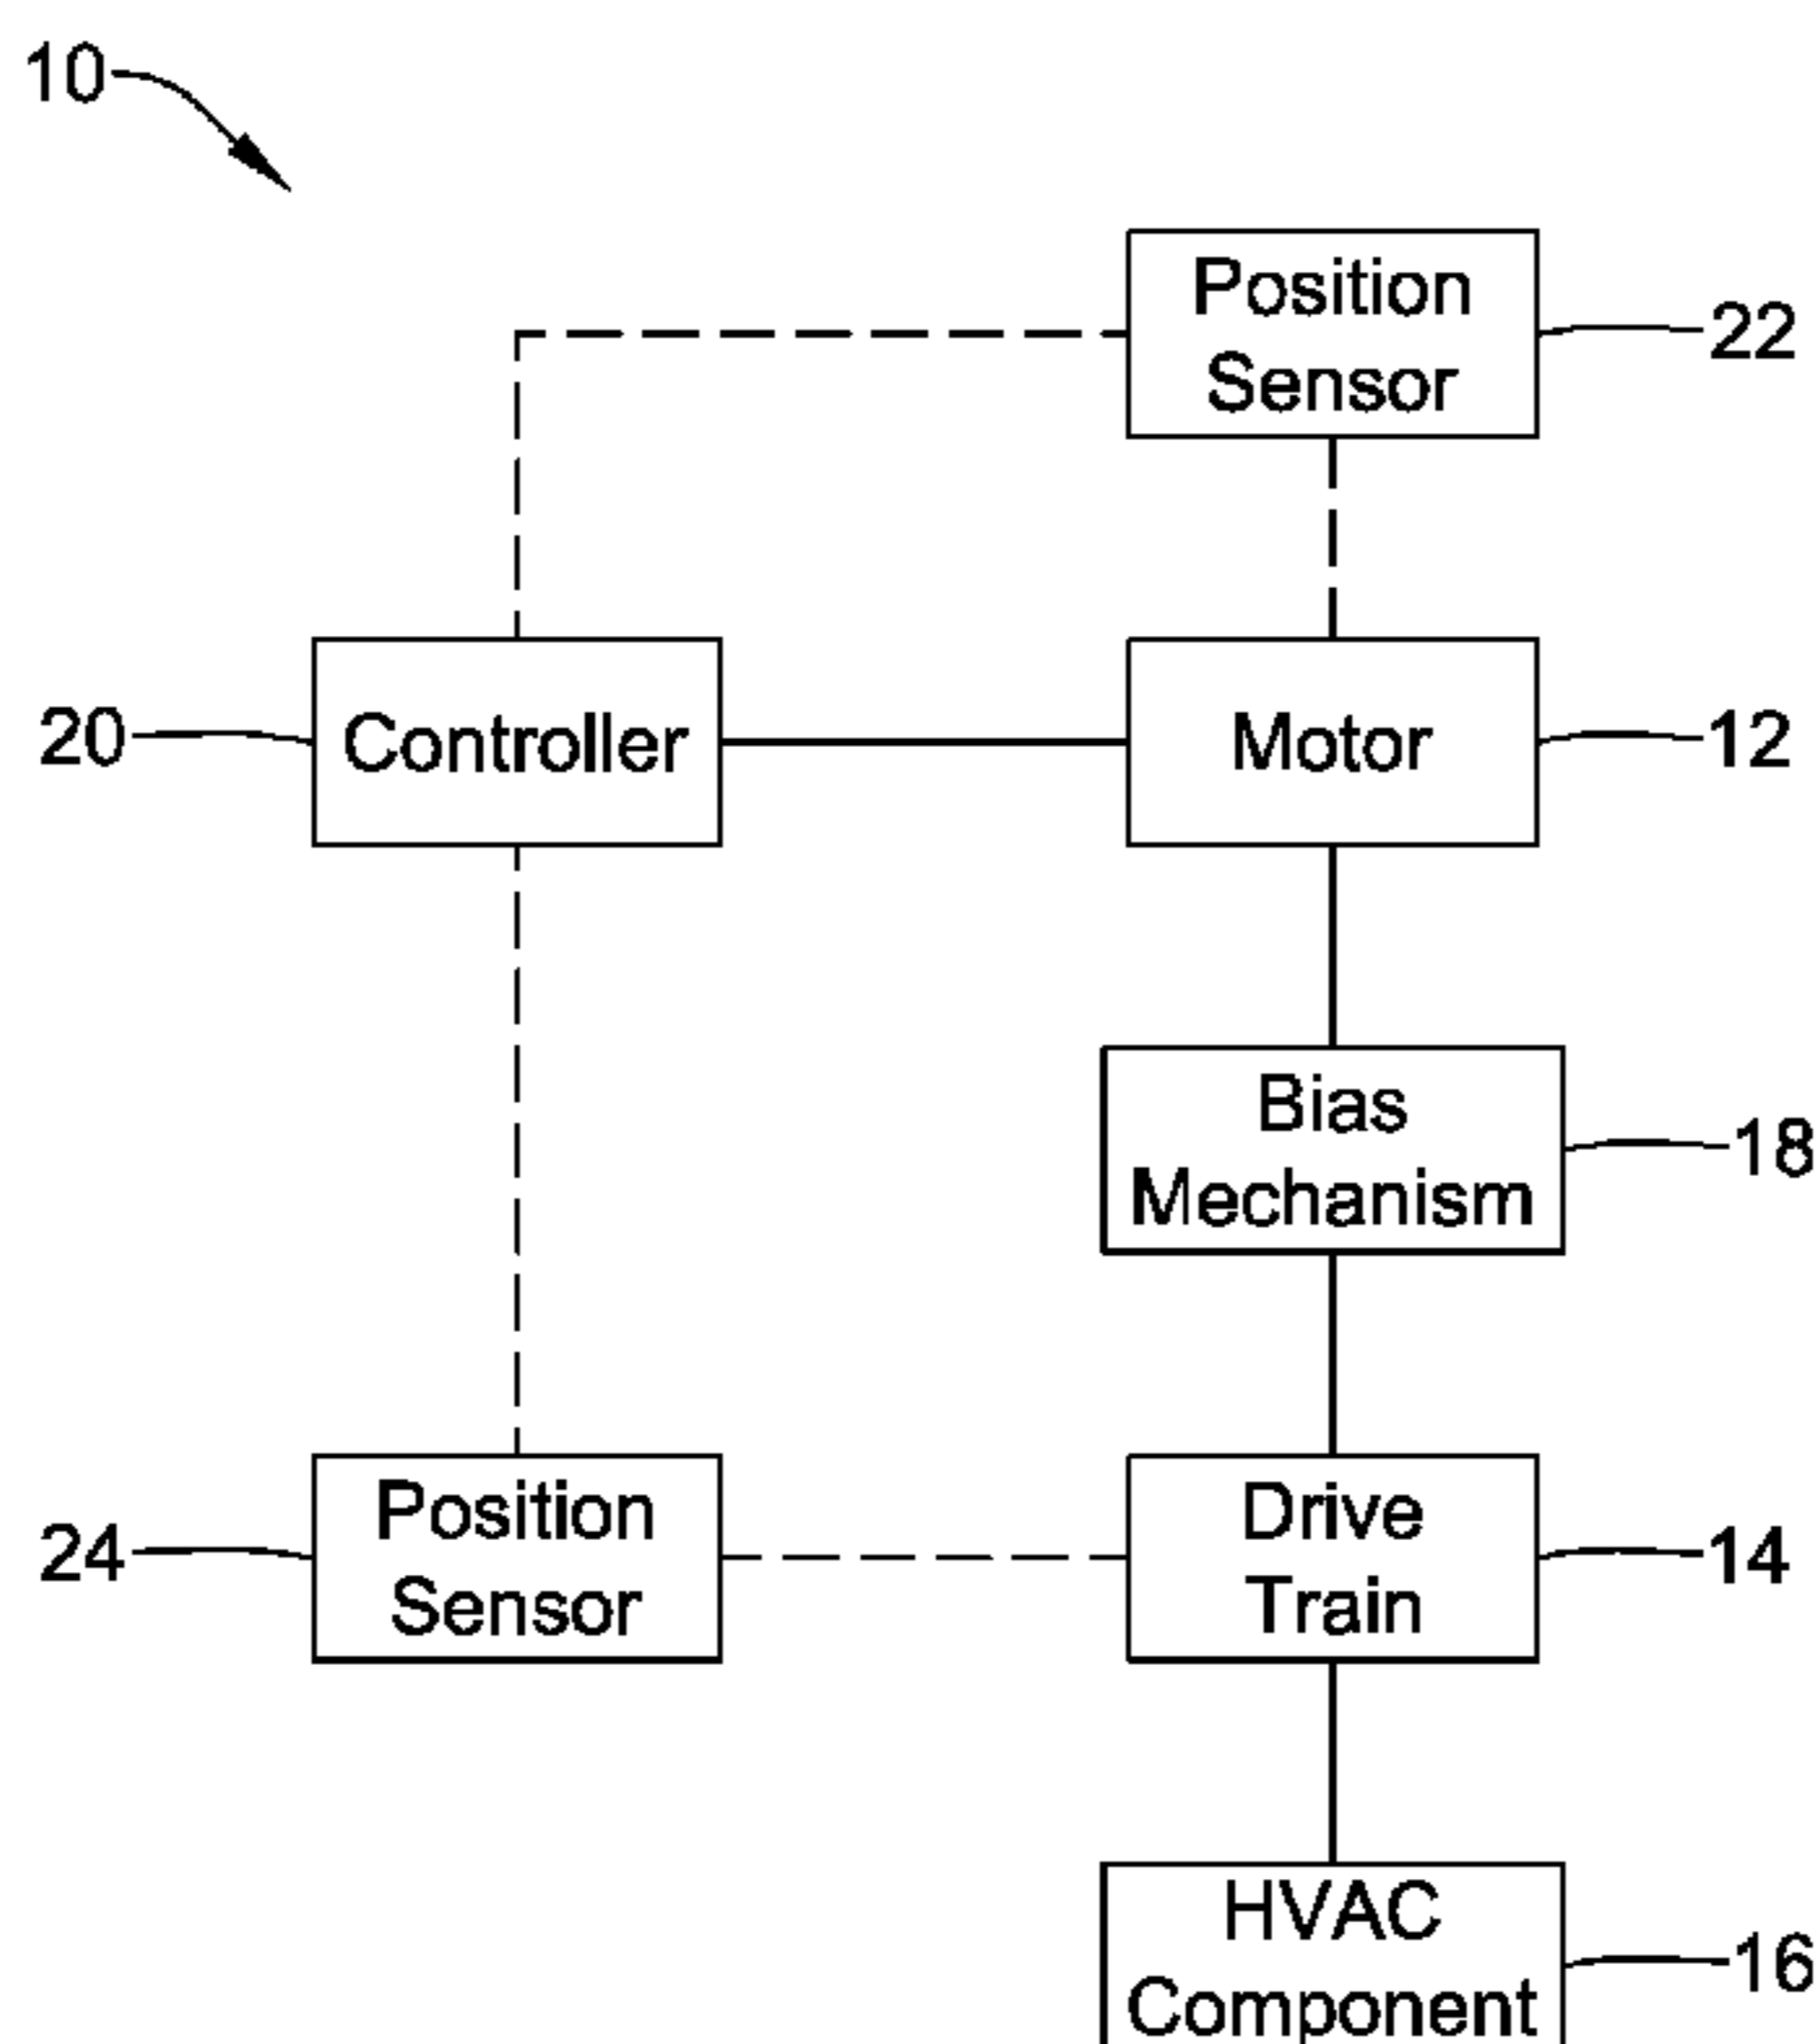 10
Position
Sensor
22
20
Controller
Motor
12
Bias
Mechanism
18
24
Position
Sensor
Drive
Train
14
HVAC
Component
16